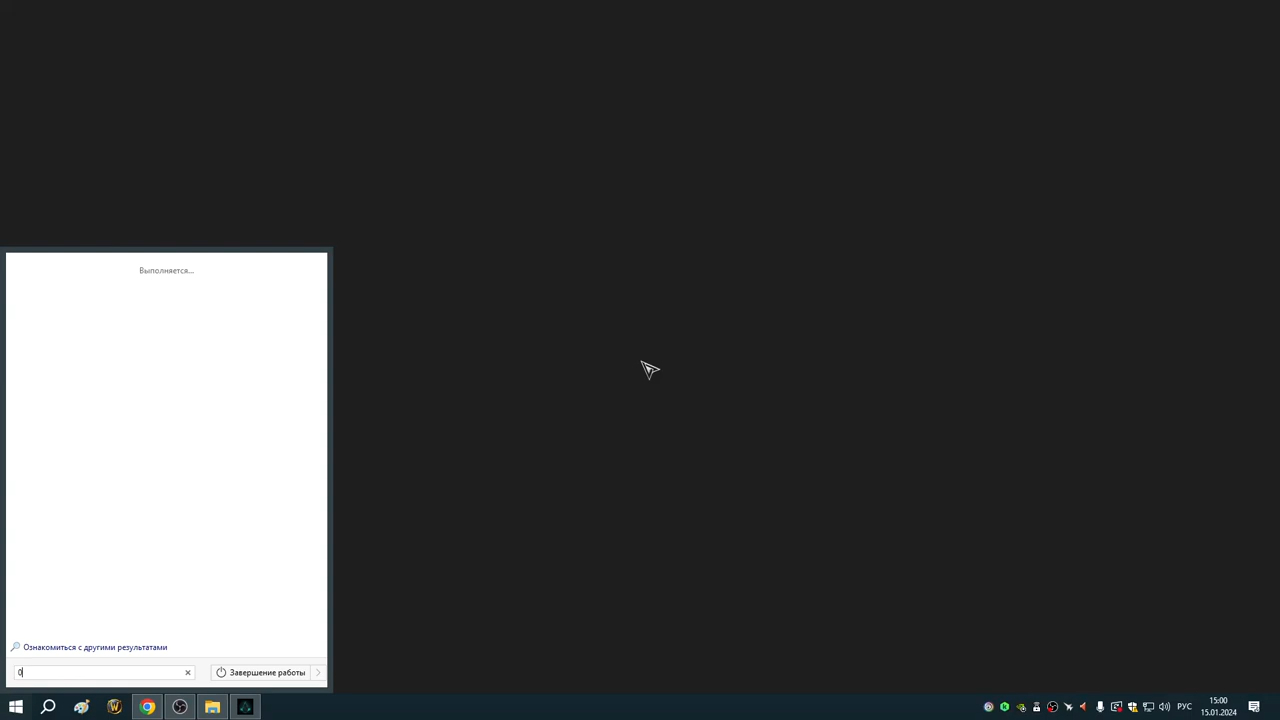 Выполняется...
Ознакомиться с другими результатами
0
Завершение работы
W
РУС
15:00
15.01.2024